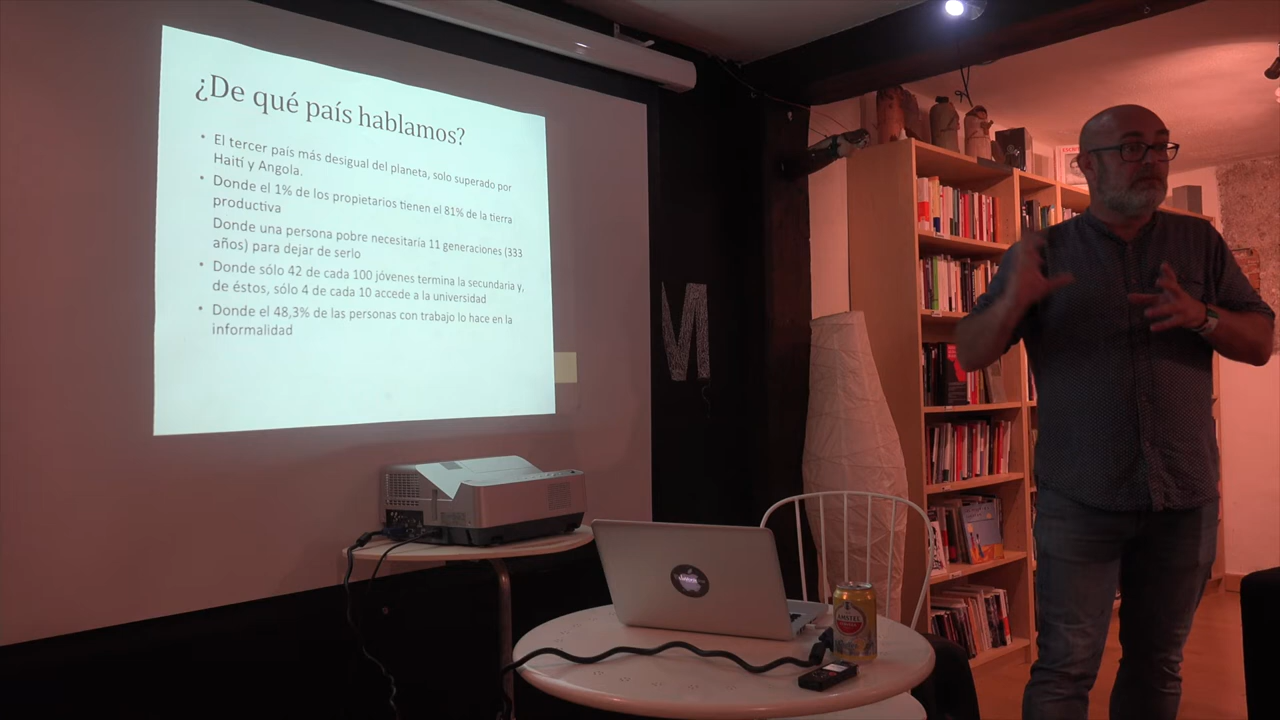 ¿De qué país hablamos?
• El tercer país más desigual del planeta, solo superado por
Haití y Angola.
• Donde el 1% de los propietarios tienen el 81% de la tierra
productiva
Donde una persona pobre necesitaría 11 generaciones (333
años) para dejar de serlo
• Donde sólo 42 de cada 100 jóvenes termina la secundaria y,
de éstos, sólo 4 de cada 10 accede a la universidad
• Donde el 48,3% de las personas con trabajo lo hace en la
informalidad
M
AMSTEL